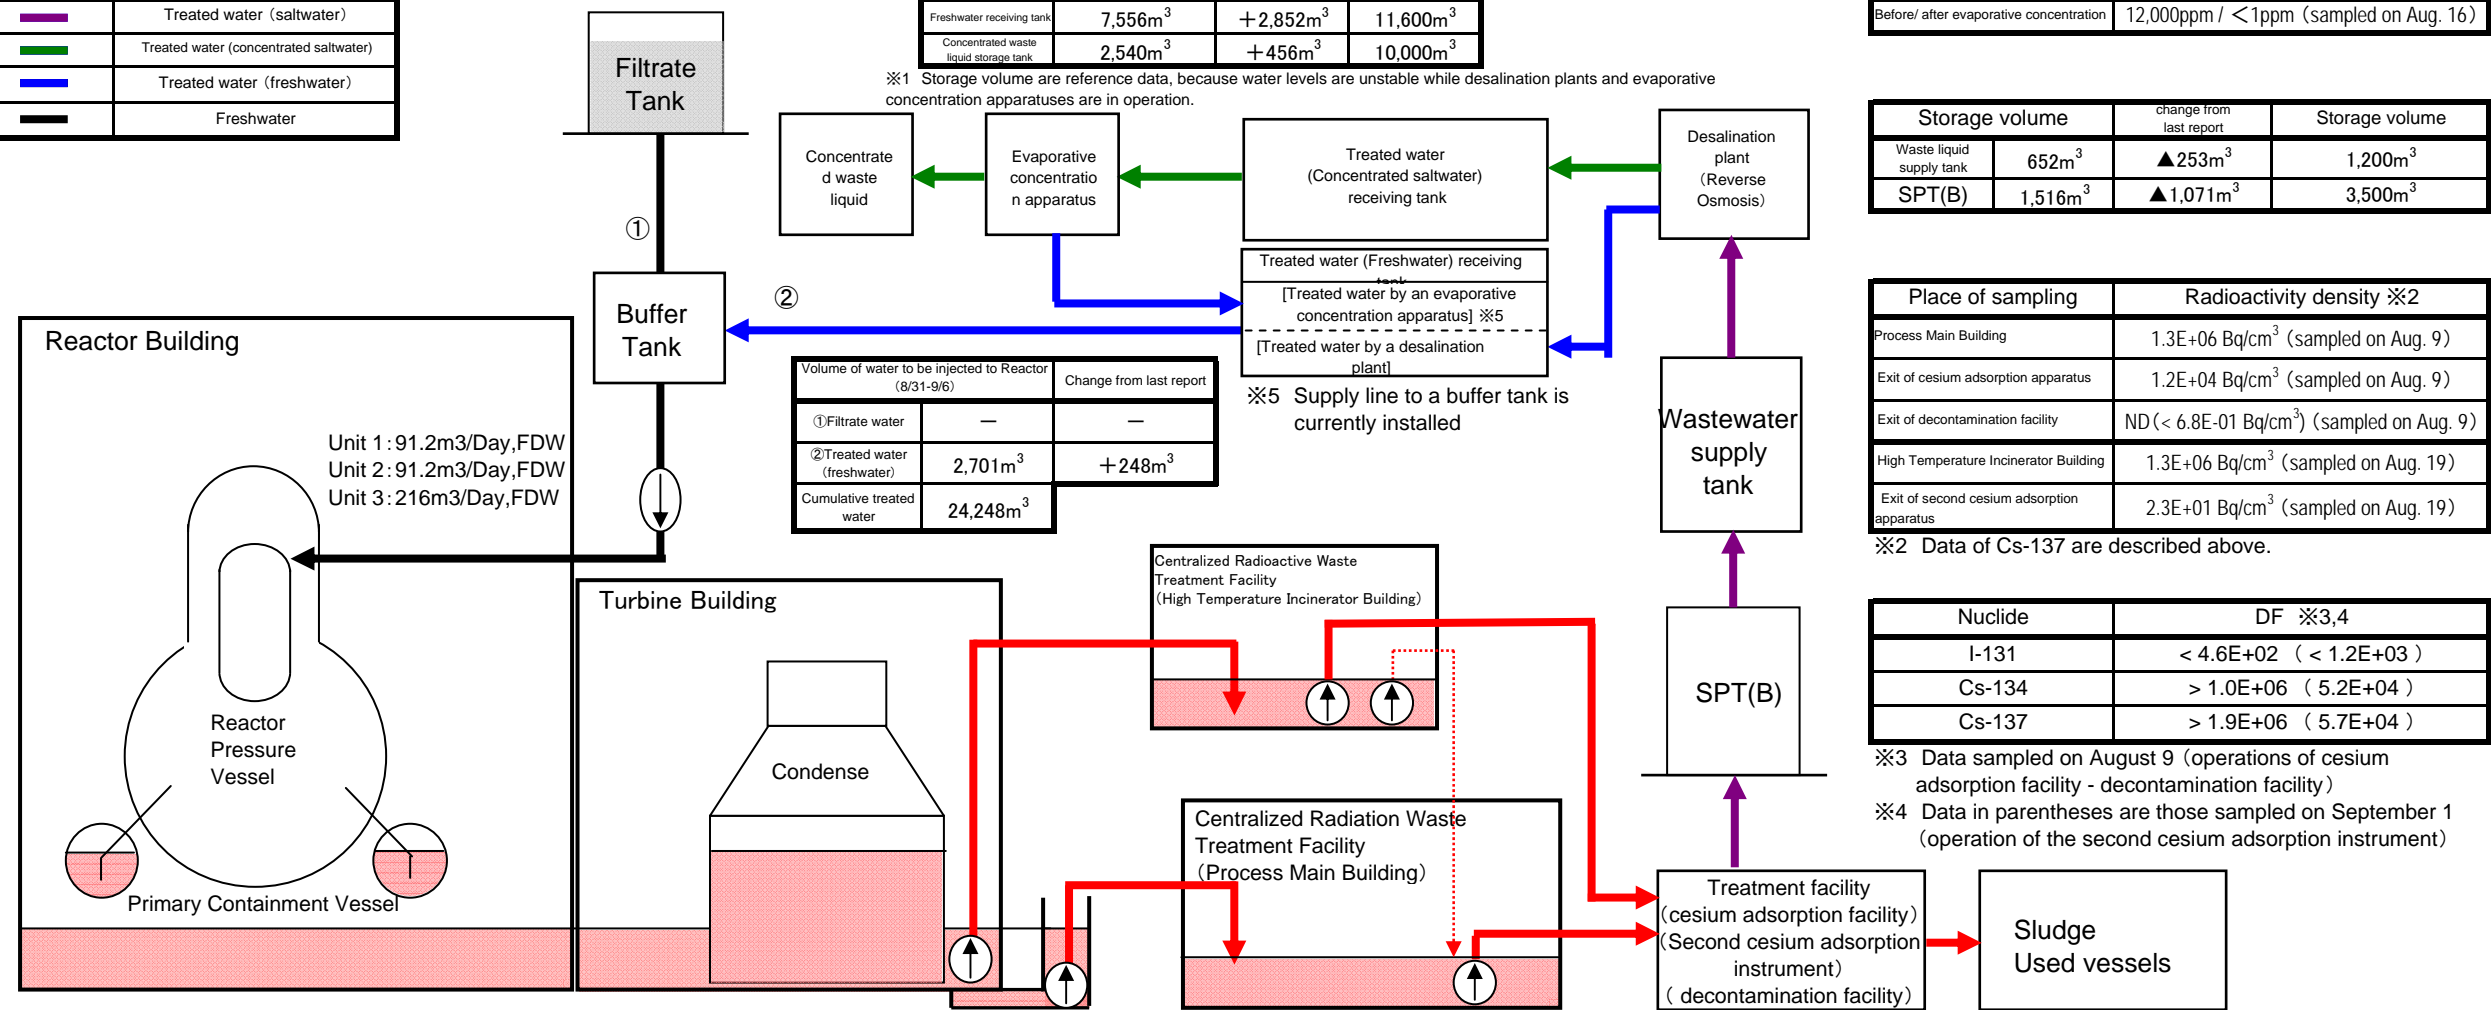 Treated water（saltwater）
Treated water (concentrated saltwater)
Treated water（freshwater）
Freshwater
Filtrate
Tank
Freshwater receiving tank 7,556m³ ＋2,852m³ 11,600m³
Concentrated waste
liquid storage tank 2,540m³ ＋456m³ 10,000m³
※1 Storage volume are reference data, because water levels are unstable while desalination plants and evaporative
concentration apparatuses are in operation.
Before/ after evaporative concentration 12,000ppm / ＜1ppm（sampled on Aug. 16）
Concentrate
d waste
liquid
Evaporative
concentratio
n apparatus
Treated water
(Concentrated saltwater)
receiving tank
Desalination
plant
（Reverse
Osmosis）
Storage volume change from
last report Storage volume
Waste liquid
supply tank 652m³ ▲253m³ 1,200m³
SPT(B) 1,516m³ ▲1,071m³ 3,500m³
①
②
Treated water (Freshwater) receiving
tank
[Treated water by an evaporative
concentration apparatus] ※5
[Treated water by a desalination
plant]
※5 Supply line to a buffer tank is
currently installed
Buffer
Tank
Reactor Building
Volume of water to be injected to Reactor
（8/31-9/6） Change from last report
①Filtrate water － －
②Treated water
（freshwater） 2,701m³ ＋248m³
Cumulative treated
water 24,248m³
Unit 1：91.2m3/Day,FDW
Unit 2：91.2m3/Day,FDW
Unit 3：216m3/Day,FDW
Wastewater
supply
tank
Place of sampling Radioactivity density ※2
Process Main Building 1.3E+06 Bq/cm³（sampled on Aug. 9）
Exit of cesium adsorption apparatus 1.2E+04 Bq/cm³（sampled on Aug. 9）
Exit of decontamination facility ND（< 6.8E-01 Bq/cm³）（sampled on Aug. 9）
High Temperature Incinerator Building 1.3E+06 Bq/cm³（sampled on Aug. 19）
Exit of second cesium adsorption
apparatus 2.3E+01 Bq/cm³（sampled on Aug. 19）
※2 Data of Cs-137 are described above.
Turbine Building
Centralized Radioactive Waste
Treatment Facility
（High Temperature Incinerator Building）
SPT(B)
Nuclide DF ※3,4
I-131 < 4.6E+02 （ < 1.2E+03 ）
Cs-134 > 1.0E+06 （ 5.2E+04 ）
Cs-137 > 1.9E+06 （ 5.7E+04 ）
※3 Data sampled on August 9（operations of cesium
adsorption facility - decontamination facility）
※4 Data in parentheses are those sampled on September 1
（operation of the second cesium adsorption instrument）
Reactor
Pressure
Vessel
Condense
Primary Containment Vessel
Centralized Radiation Waste
Treatment Facility
（Process Main Building）
Treatment facility
（cesium adsorption facility）
（Second cesium adsorption
instrument）
（ decontamination facility）
Sludge
Used vessels